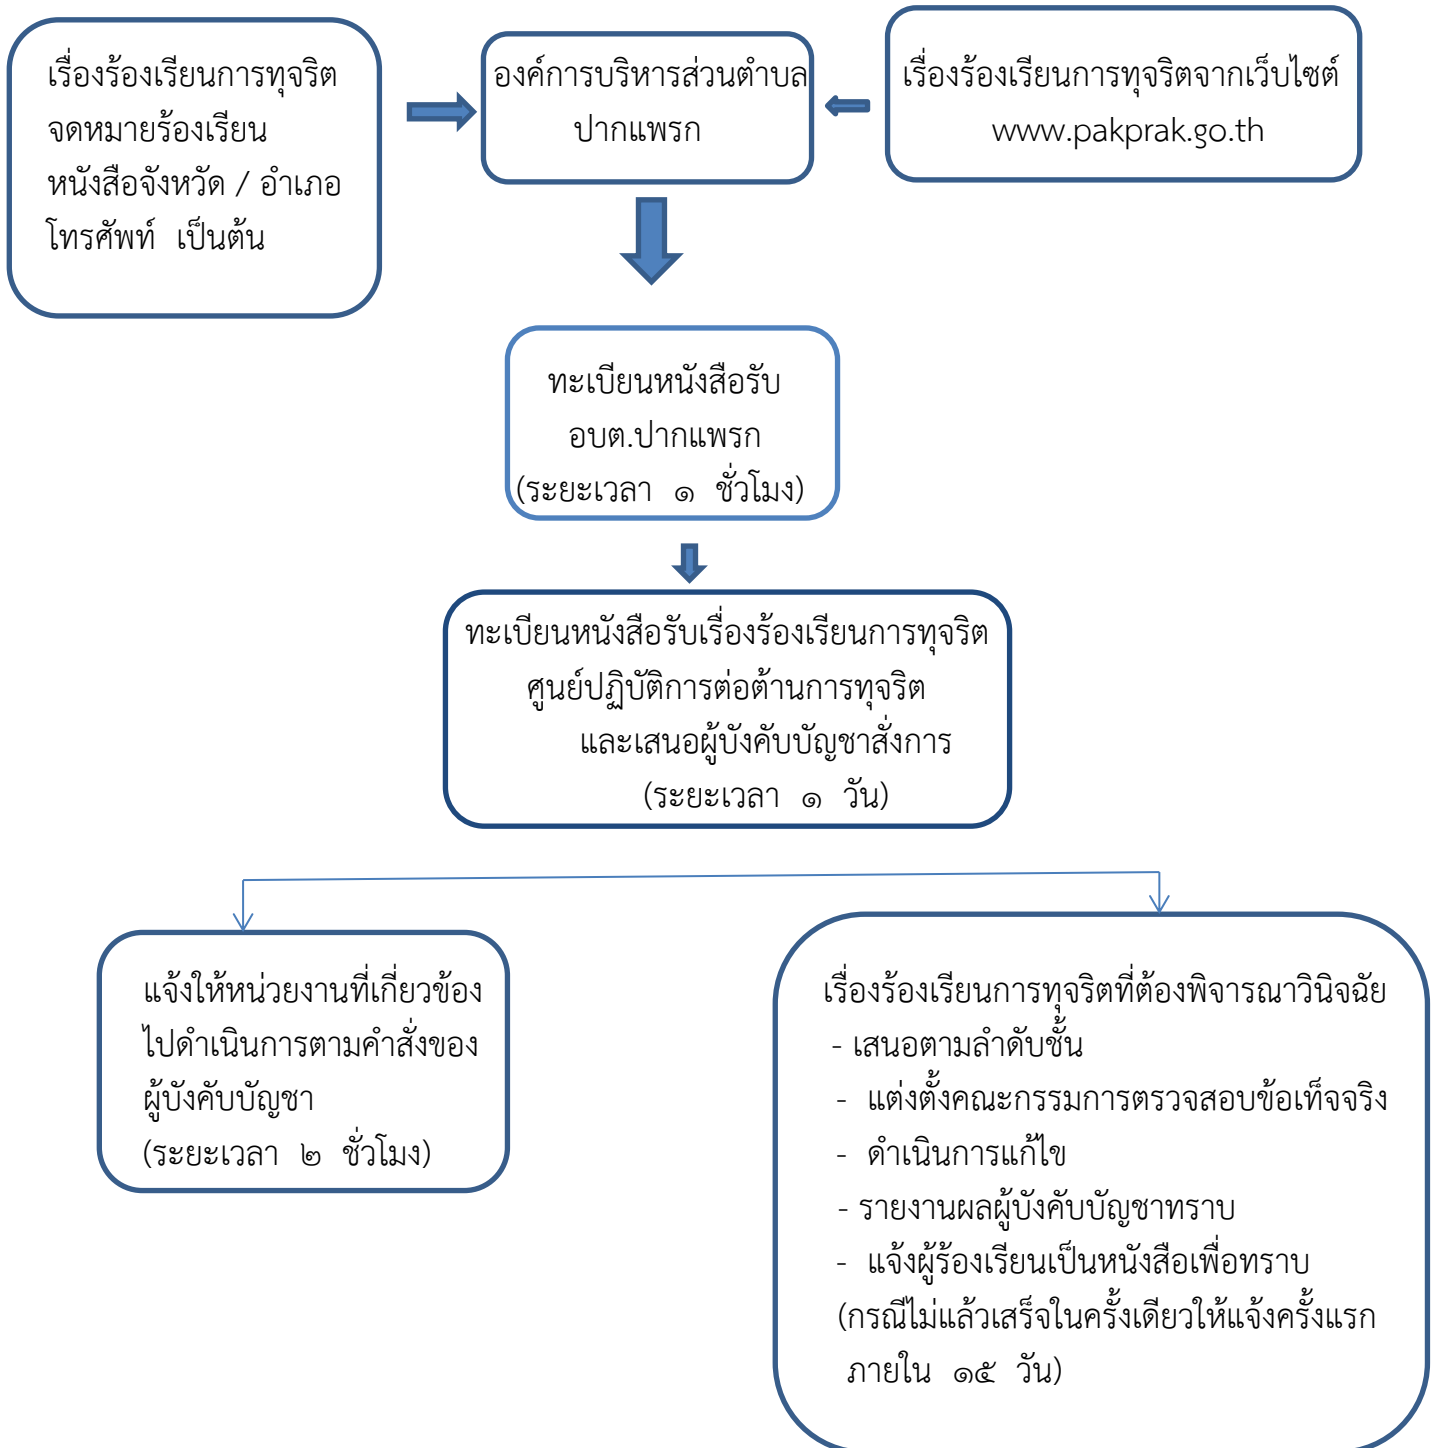 เรื่องร้องเรียนการทุจริต
จดหมายร้องเรียน
หนังสือจังหวัด / อำเภอ
โทรศัพท์ เป็นต้น
องค์การบริหารส่วนตำบล
ปากแพรก
เรื่องร้องเรียนการทุจริตจากเว็บไซต์
www.pakprak.go.th
ทะเบียนหนังสือรับ
อบต.ปากแพรก
(ระยะเวลา ๑ ชั่วโมง)
ทะเบียนหนังสือรับเรื่องร้องเรียนการทุจริต
ศูนย์ปฏิบัติการต่อต้านการทุจริต
และเสนอผู้บังคับบัญชาสั่งการ
(ระยะเวลา ๑ วัน)
แจ้งให้หน่วยงานที่เกี่ยวข้อง
ไปดำเนินการตามคำสั่งของ
ผู้บังคับบัญชา
(ระยะเวลา ๒ ชั่วโมง)
เรื่องร้องเรียนการทุจริตที่ต้องพิจารณาวินิจฉัย
- เสนอตามลำดับชั้น
- แต่งตั้งคณะกรรมการตรวจสอบข้อเท็จจริง
- ดำเนินการแก้ไข
- รายงานผลผู้บังคับบัญชาทราบ
- แจ้งผู้ร้องเรียนเป็นหนังสือเพื่อทราบ
(กรณีไม่แล้วเสร็จในครั้งเดียวให้แจ้งครั้งแรก
ภายใน ๑๕ วัน)